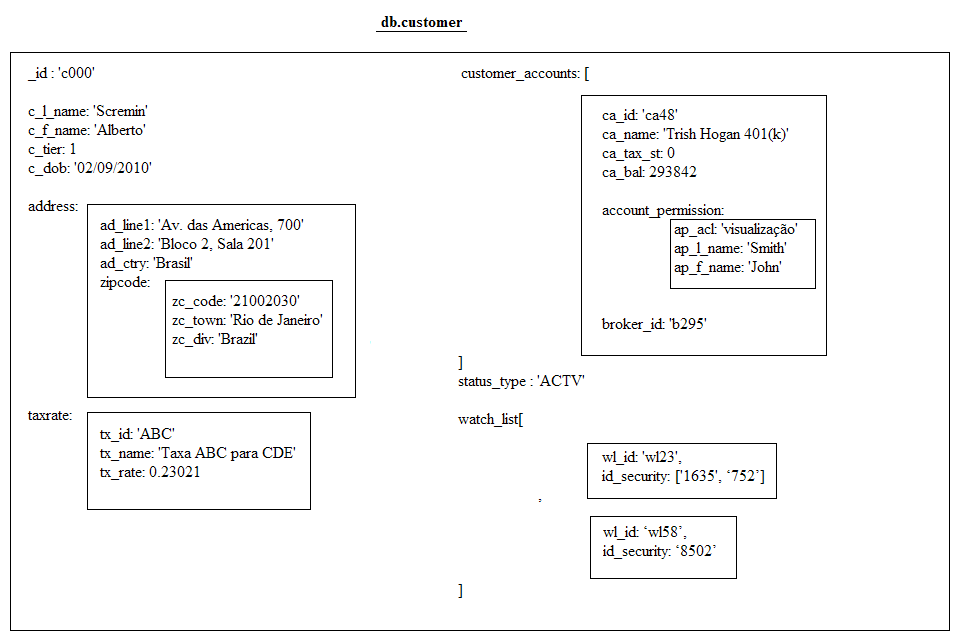 db.customer
_id : 'c000'
c_l_name: 'Scremin'
c_f_name: 'Alberto'
c_tier: 1
c_dob: '02/09/2010'
address:
ad_line1: 'Av. das Americas, 700'
ad_line2: 'Bloco 2, Sala 201'
ad_ctry: 'Brasil'
zipcode:
zc_code: '21002030'
zc_town: 'Rio de Janeiro'
zc_div: 'Brazil'
taxrate:
tx_id: 'ABC'
tx_name: 'Taxa ABC para CDE'
tx_rate: 0.23021
customer_accounts: [
ca_id: 'ca48'
ca_name: 'Trish Hogan 401(k)'
ca_tax_st: 0
ca_bal: 293842
account_permission:
ap_acl: 'visualização'
ap_l_name: 'Smith'
ap_f_name: 'John'
broker_id: 'b295'
]
status_type : 'ACTV'
watch_list[
wl_id: 'wl23',
id_security: ['1635', ‘752’]
,
wl_id: ‘wl58’,
id_security: ‘8502’
]